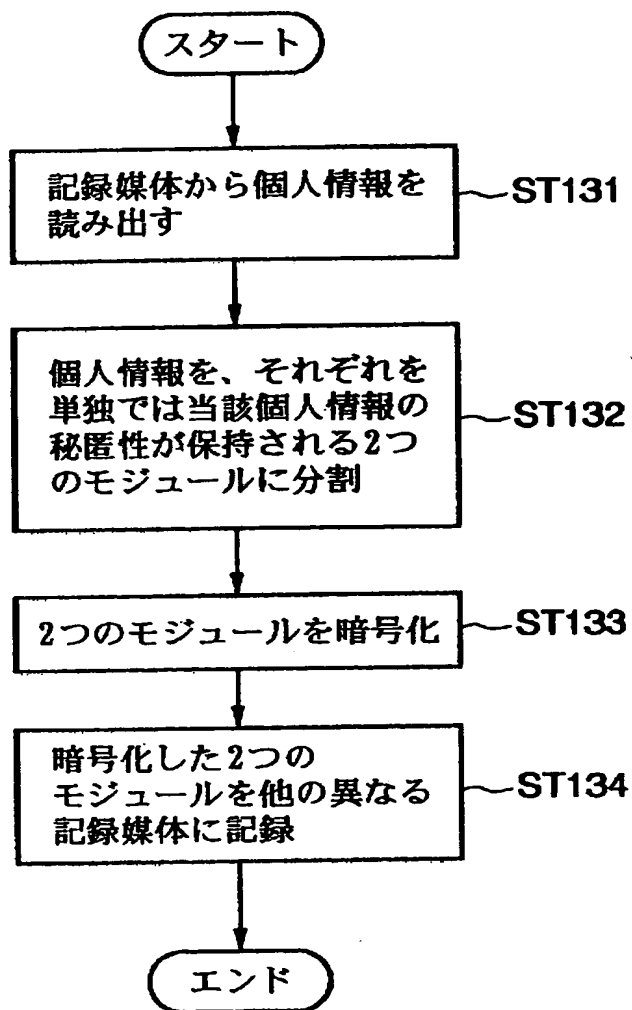 スタート
記録媒体から個人情報を
読み出す
ST131
個人情報を、それぞれを
単独では当該個人情報の
秘匿性が保持される2つ
のモジュールに分割
ST132
2つのモジュールを暗号化
ST133
暗号化した2つの
モジュールを他の異なる
記録媒体に記録
ST134
エンド